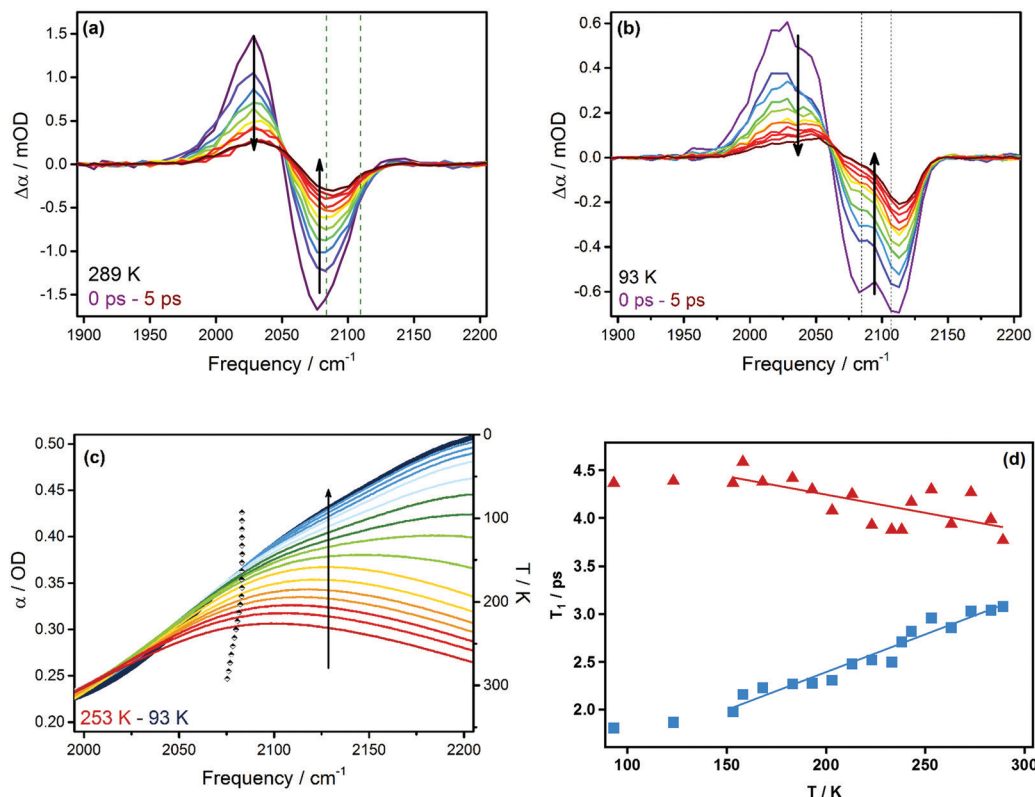 (a)
1.5
1.0
0.5
0.0
-0.5
-1.0
-1.5
Δα / mOD
289 K
0 ps - 5 ps
1900 1950 2000 2050 2100 2150 2200
Frequency / cm⁻¹
(b)
0.6
0.4
0.2
0.0
-0.2
-0.4
-0.6
Δα / mOD
93 K
0 ps - 5 ps
1900 1950 2000 2050 2100 2150 2200
Frequency / cm⁻¹
(c)
0.50
0.45
0.40
0.35
0.30
0.25
0.20
α / OD
0
100
200
300
T / K
253 K - 93 K
2000 2050 2100 2150 2200
Frequency / cm⁻¹
(d)
4.5
4.0
3.5
3.0
2.5
2.0
T₁ / ps
100 150 200 250 300
T / K